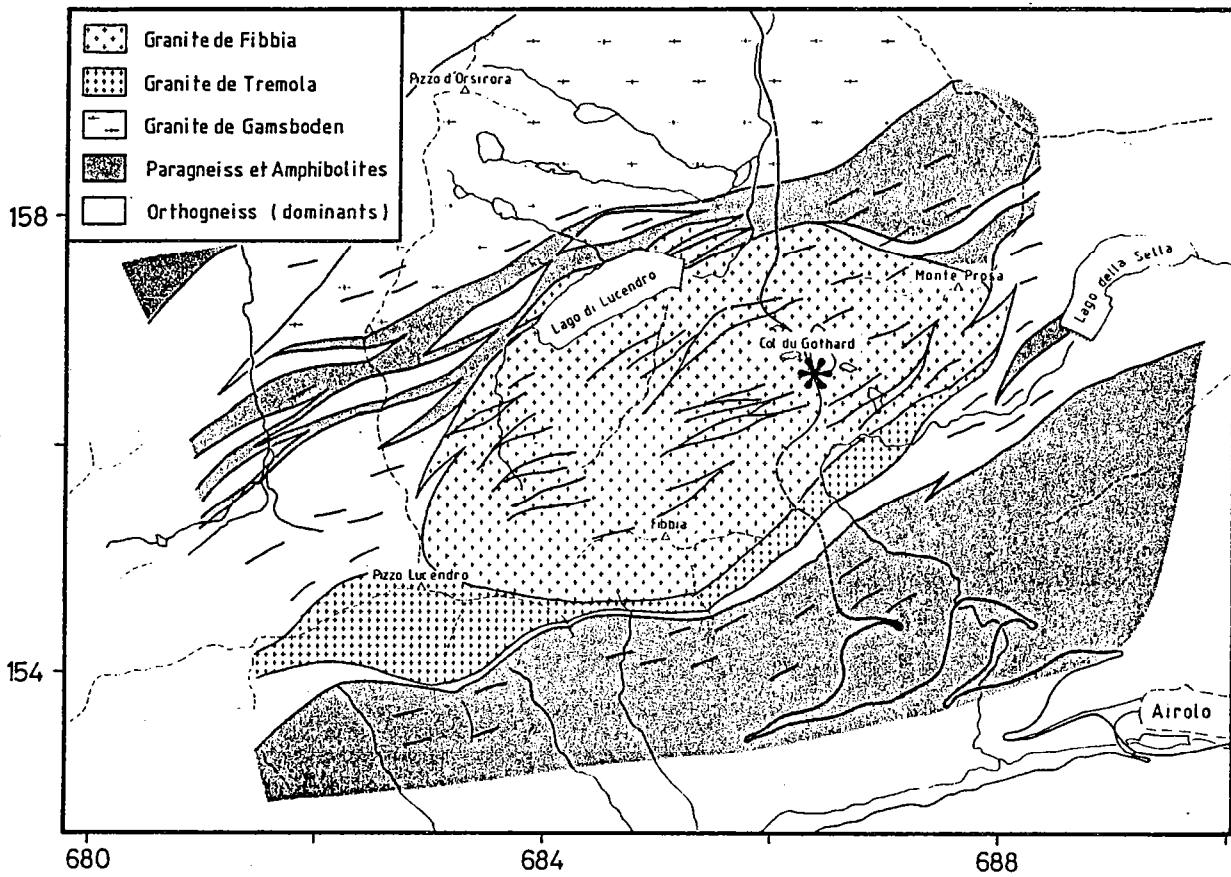 Granite de Fibbia
Granite de Tremola
Granite de Gamsboden
Paragneiss et Amphibolites
Orthogneiss (dominants)
Pizzo d'Orsirora
158
Lago di Lucendro
Monte Prosa
Lago della Sella
Col du Gothard
Fibbia
Pizzo Lucendro
154
Airolo
680
684
688